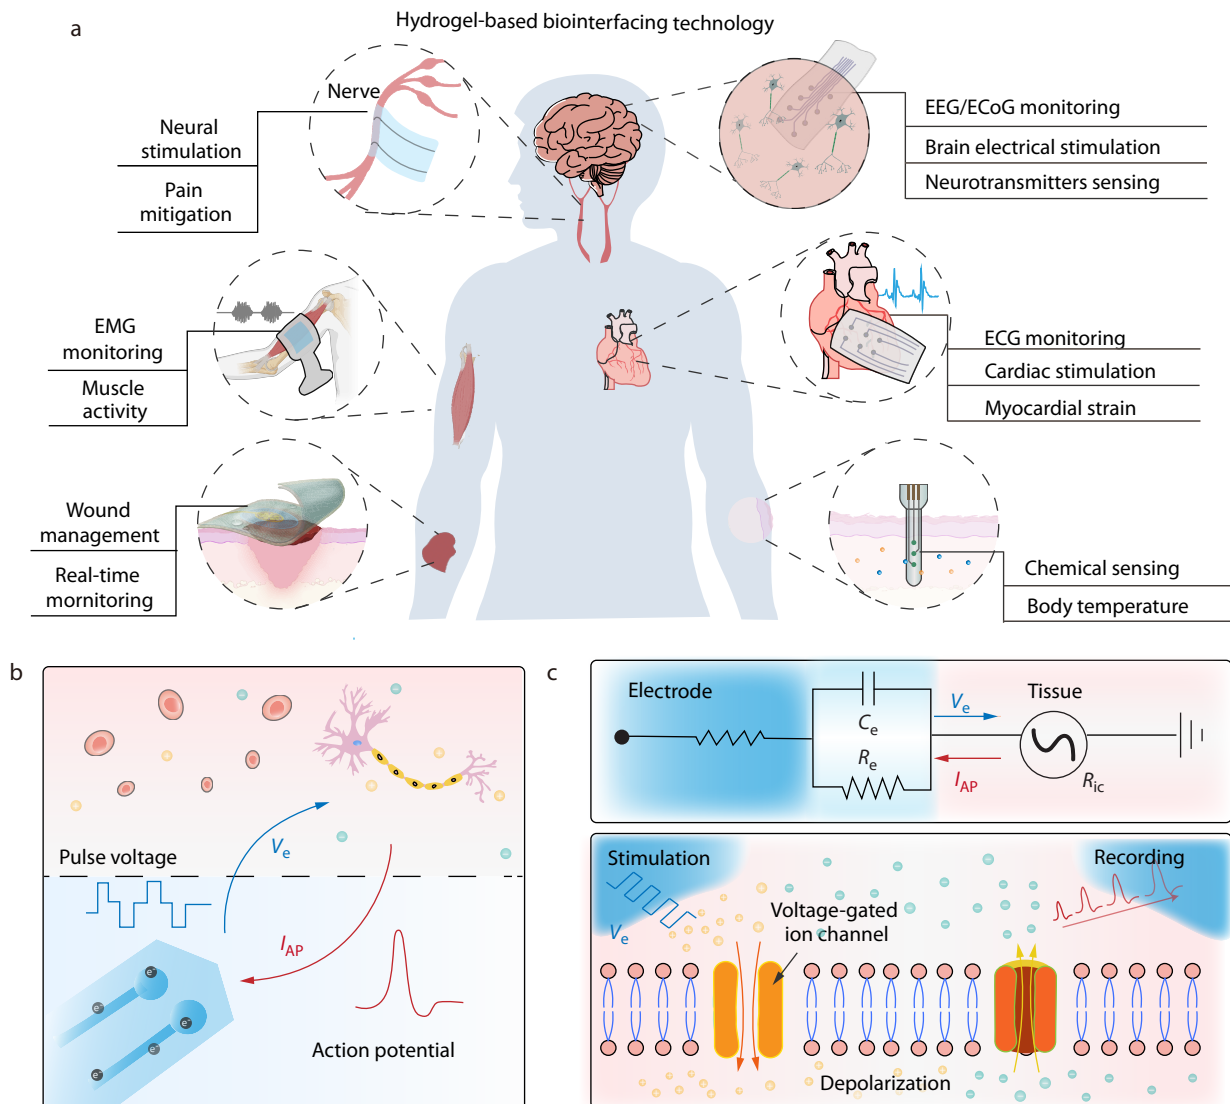 a
Hydrogel-based biointerfacing technology
Nerve
Neural
stimulation
Pain
mitigation
EEG/ECoG monitoring
Brain electrical stimulation
Neurotransmitters sensing
EMG
monitoring
Muscle
activity
ECG monitoring
Cardiac stimulation
Myocardial strain
Wound
management
Real-time
mornitoring
Chemical sensing
Body temperature
b
Pulse voltage
Ve
IAP
Action potential
e⁻
e⁻
e⁻
e⁻
c
Electrode
Ce
Re
Ve
IAP
Tissue
Ric
Stimulation
Ve
Voltage-gated
ion channel
Recording
Depolarization